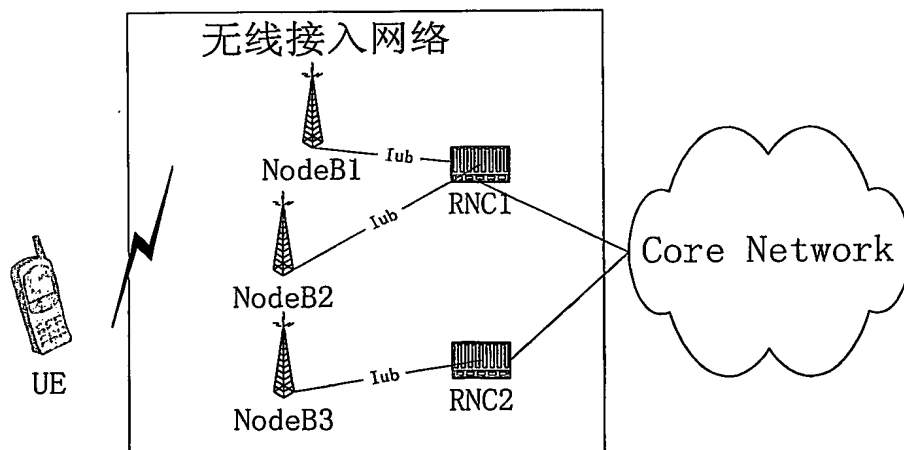 无线接入网络
NodeB1
Iub
RNC1
Iub
NodeB2
Core Network
UE
Iub
NodeB3
RNC2